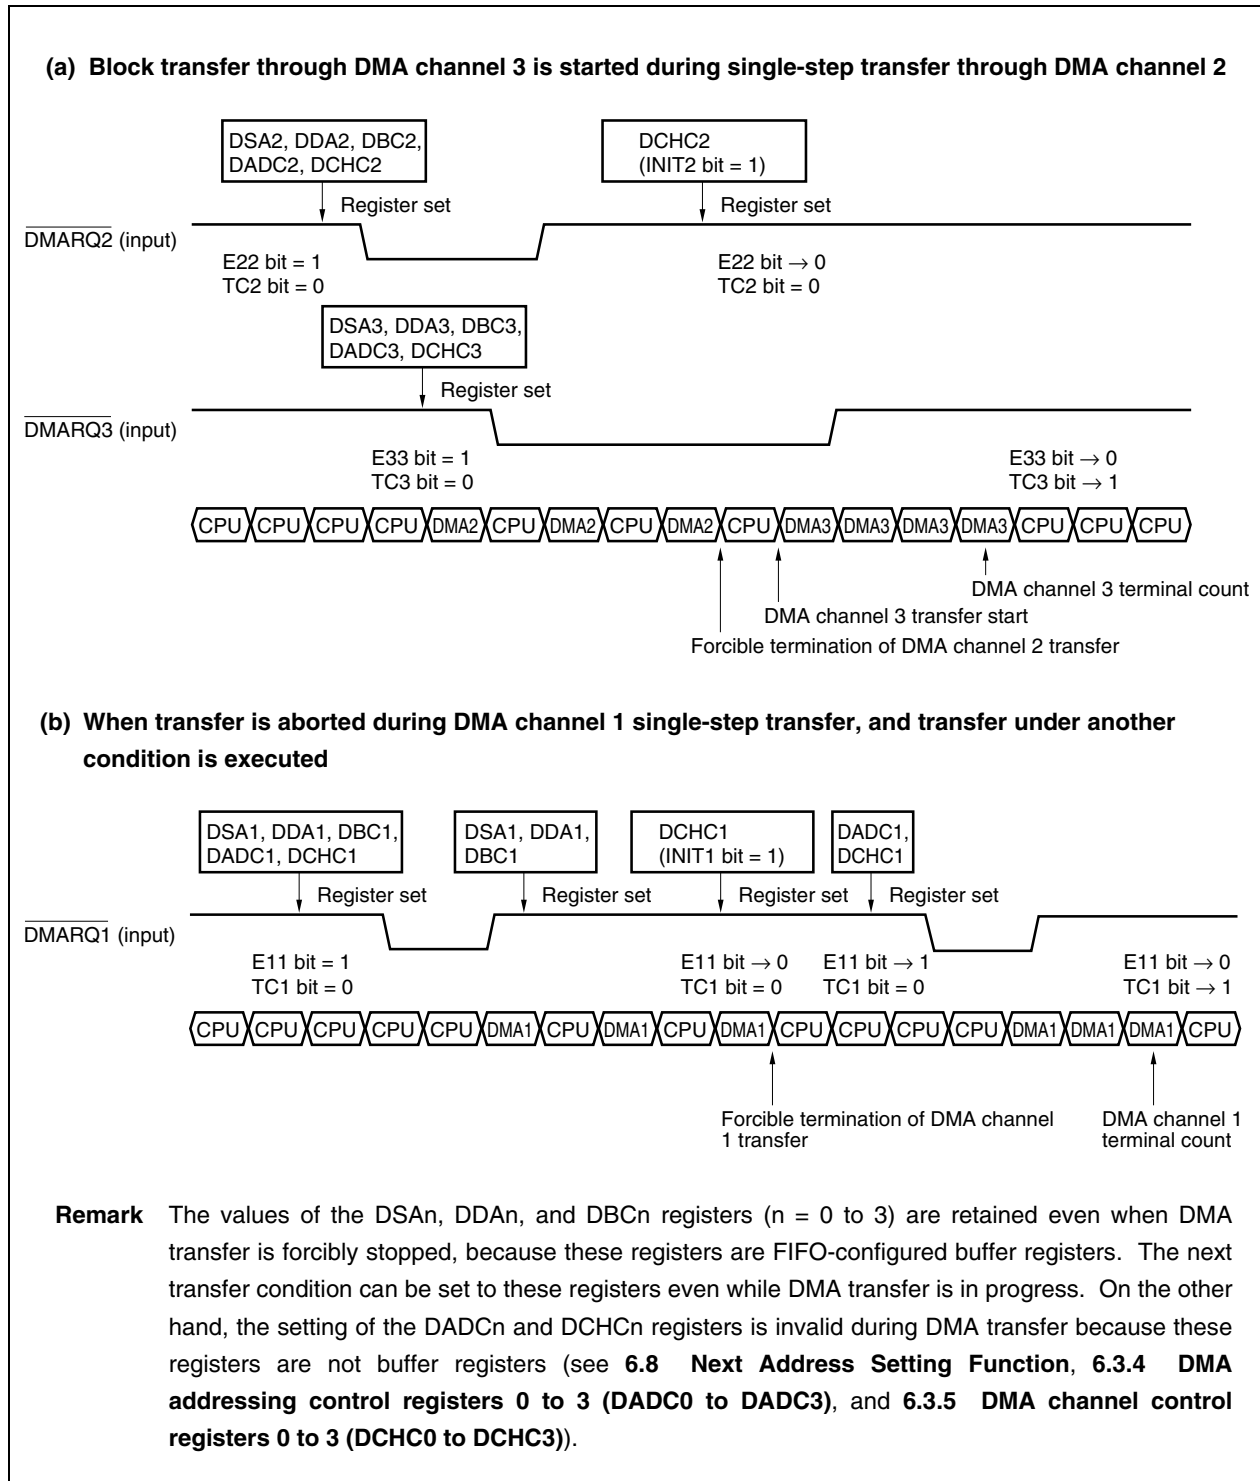 (a) Block transfer through DMA channel 3 is started during single-step transfer through DMA channel 2
DSA2, DDA2, DBC2,
DADC2, DCHC2
DCHC2
(INIT2 bit = 1)
Register set
Register set
DMARQ2 (input)
E22 bit = 1
TC2 bit = 0
E22 bit → 0
TC2 bit = 0
DSA3, DDA3, DBC3,
DADC3, DCHC3
Register set
DMARQ3 (input)
E33 bit = 1
TC3 bit = 0
E33 bit → 0
TC3 bit → 1
CPU CPU CPU CPU DMA2 CPU DMA2 CPU DMA2 CPU DMA3 DMA3 DMA3 DMA3 CPU CPU CPU
DMA channel 3 terminal count
DMA channel 3 transfer start
Forcible termination of DMA channel 2 transfer
(b) When transfer is aborted during DMA channel 1 single-step transfer, and transfer under another
condition is executed
DSA1, DDA1, DBC1,
DADC1, DCHC1
DSA1, DDA1,
DBC1
DCHC1
(INIT1 bit = 1)
DADC1,
DCHC1
Register set
Register set
Register set
Register set
DMARQ1 (input)
E11 bit = 1
TC1 bit = 0
E11 bit → 0
TC1 bit = 0
E11 bit → 1
TC1 bit = 0
E11 bit → 0
TC1 bit → 1
CPU CPU CPU CPU CPU DMA1 CPU DMA1 CPU DMA1 CPU CPU CPU CPU DMA1 DMA1 DMA1 CPU
Forcible termination of DMA channel
1 transfer
DMA channel 1
terminal count
Remark The values of the DSAn, DDAn, and DBCn registers (n = 0 to 3) are retained even when DMA
transfer is forcibly stopped, because these registers are FIFO-configured buffer registers. The next
transfer condition can be set to these registers even while DMA transfer is in progress. On the other
hand, the setting of the DADCn and DCHCn registers is invalid during DMA transfer because these
registers are not buffer registers (see 6.8 Next Address Setting Function, 6.3.4 DMA
addressing control registers 0 to 3 (DADC0 to DADC3), and 6.3.5 DMA channel control
registers 0 to 3 (DCHC0 to DCHC3)).